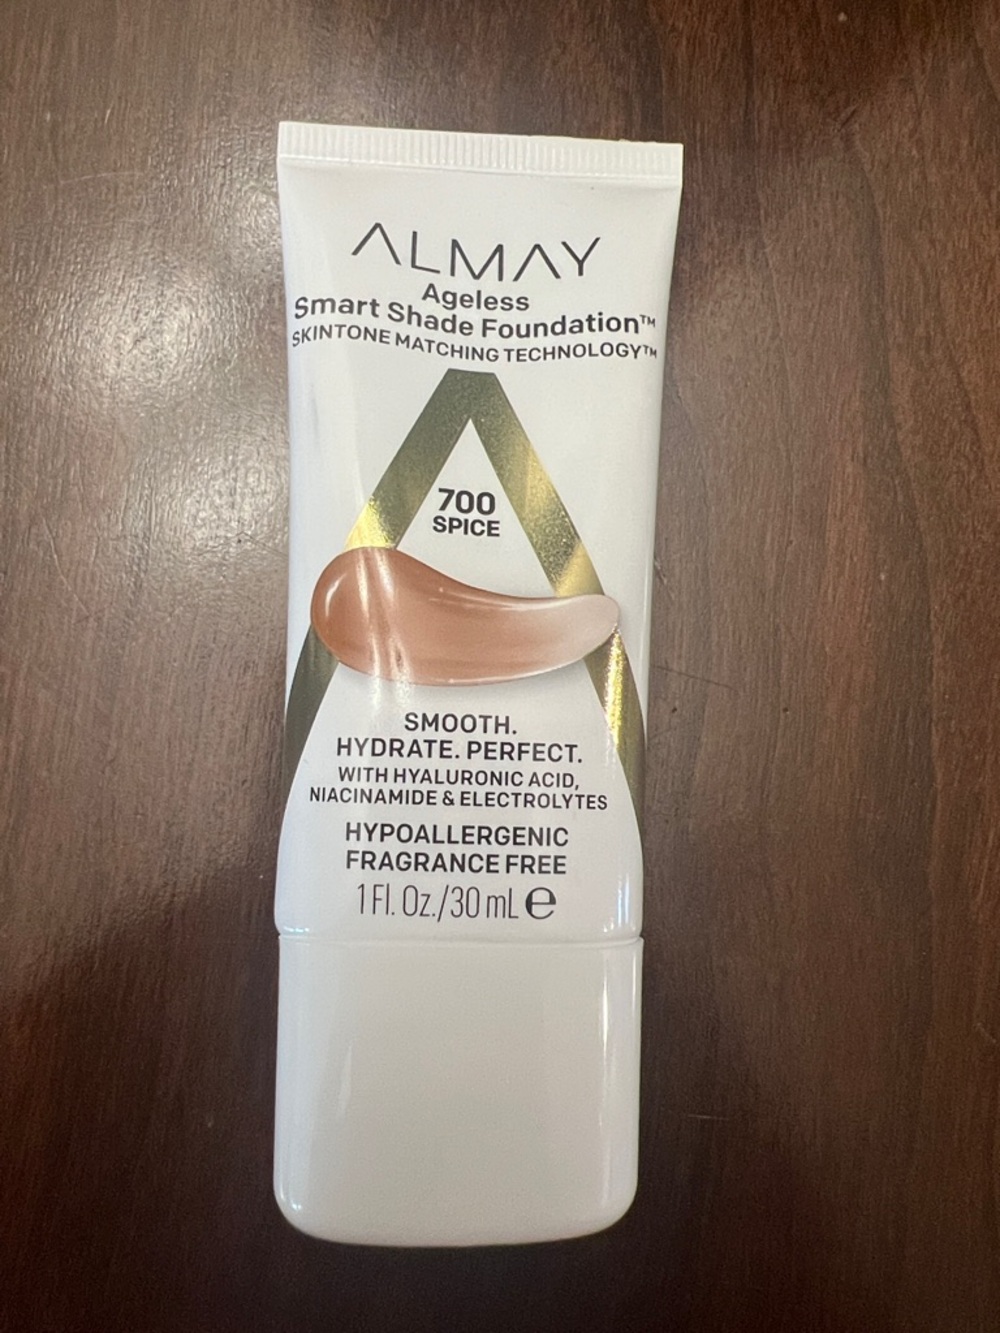 ALMAY
Ageless
Smart Shade Foundation™
SKINTONE MATCHING TECHNOLOGY™
700
SPICE
SMOOTH.
HYDRATE. PERFECT.
WITH HYALURONIC ACID,
NIACINAMIDE & ELECTROLYTES
HYPOALLERGENIC
FRAGRANCE FREE
1 Fl. Oz./30 mL ℮